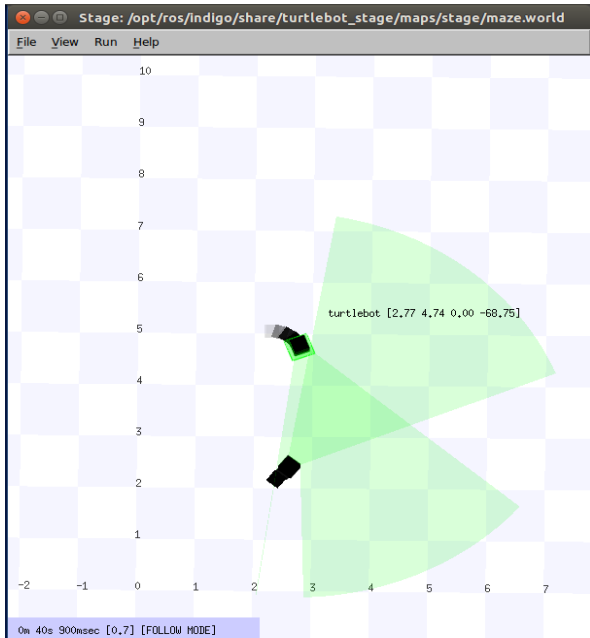 Stage: /opt/ros/indigo/share/turtlebot_stage/maps/stage/maze.world
File View Run Help
10
9
8
7
6
turtlebot [2.77 4.74 0.00 -68.75]
5
4
3
2
1
-2 -1 0 1 2 3 4 5 6 7
0m 40s 900msec [0.7] [FOLLOW MODE]